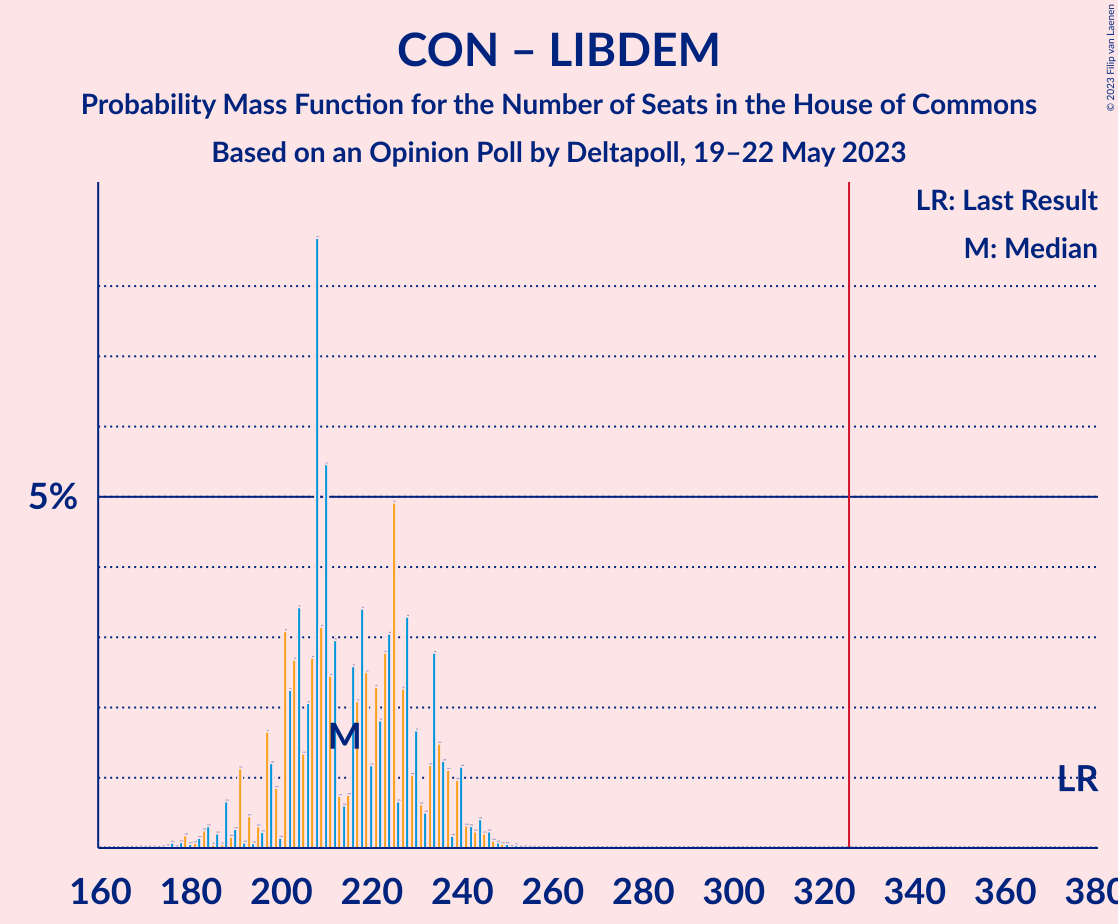 CON – LIBDEM
Probability Mass Function for the Number of Seats in the House of Commons
Based on an Opinion Poll by Deltapoll, 19–22 May 2023
© 2023 Filip van Laenen
LR: Last Result
M: Median
5%
M
LR
160 180 200 220 240 260 280 300 320 340 360 380